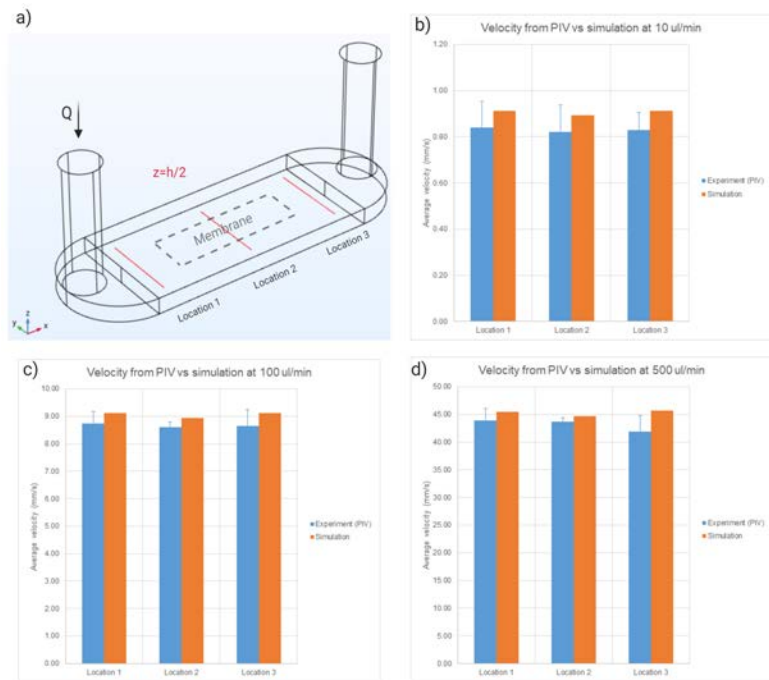 a)
Q
z=h/2
Membrane
Location 1
Location 2
Location 3
z
y
x
b)
Velocity from PIV vs simulation at 10 ul/min
Average velocity (mm/s)
1.20
1.00
0.80
0.60
0.40
0.20
0.00
Location 1
Location 2
Location 3
Experiment (PIV)
Simulation
c)
Velocity from PIV vs simulation at 100 ul/min
Average velocity (mm/s)
10.00
9.00
8.00
7.00
6.00
5.00
4.00
3.00
2.00
1.00
0.00
Location 1
Location 2
Location 3
Experiment (PIV)
Simulation
d)
Velocity from PIV vs simulation at 500 ul/min
Average velocity (mm/s)
50.00
45.00
40.00
35.00
30.00
25.00
20.00
15.00
10.00
5.00
0.00
Location 1
Location 2
Location 3
Experiment (PIV)
Simulation